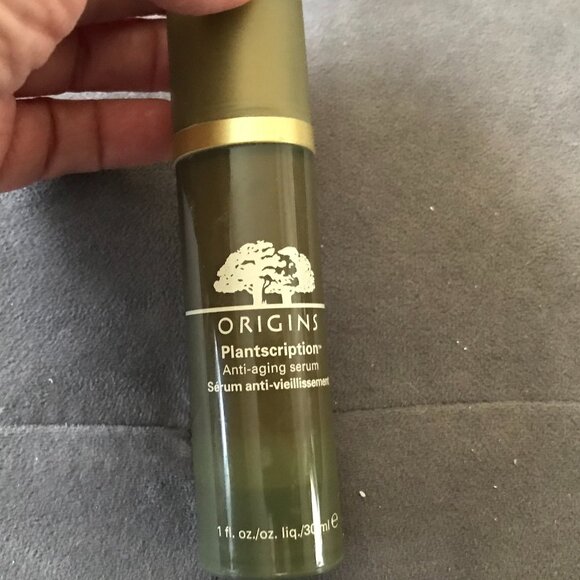 ORIGINS
Plantscription™
Anti-aging serum
Sérum anti-vieillissement
1 fl. oz./oz. liq./30 ml ℮